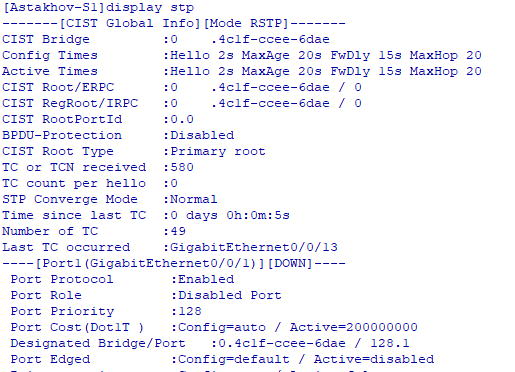 [Astakhov-S1]display stp
-------[CIST Global Info][Mode RSTP]-------
CIST Bridge         :0    .4c1f-ccee-6dae
Config Times        :Hello 2s MaxAge 20s FwDly 15s MaxHop 20
Active Times        :Hello 2s MaxAge 20s FwDly 15s MaxHop 20
CIST Root/ERPC      :0    .4c1f-ccee-6dae / 0
CIST RegRoot/IRPC   :0    .4c1f-ccee-6dae / 0
CIST RootPortId     :0.0
BPDU-Protection     :Disabled
CIST Root Type      :Primary root
TC or TCN received  :580
TC count per hello  :0
STP Converge Mode   :Normal
Time since last TC  :0 days 0h:0m:5s
Number of TC        :49
Last TC occurred    :GigabitEthernet0/0/13
----[Port1(GigabitEthernet0/0/1)][DOWN]----
 Port Protocol       :Enabled
 Port Role           :Disabled Port
 Port Priority       :128
 Port Cost(Dot1T )   :Config=auto / Active=200000000
 Designated Bridge/Port   :0.4c1f-ccee-6dae / 128.1
 Port Edged          :Config=default / Active=disabled